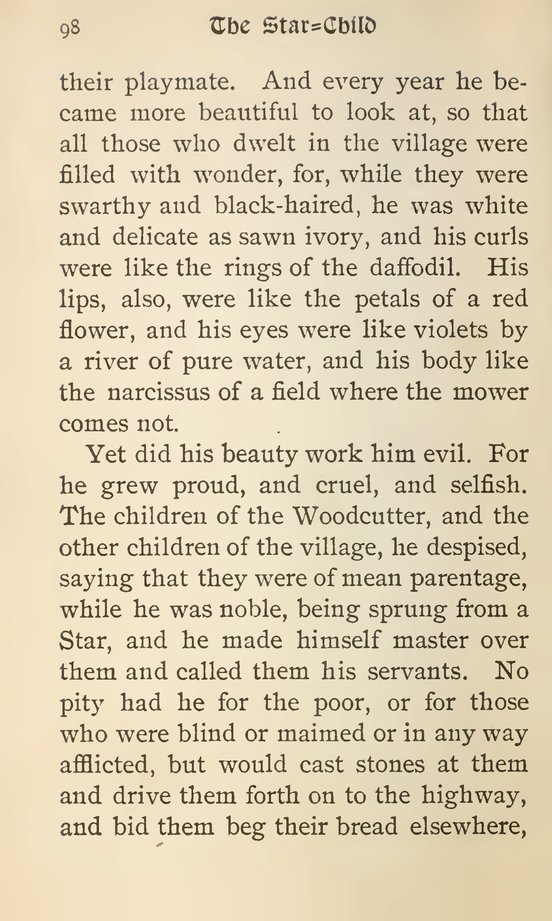 98 The Star=Child
their playmate. And every year he be-
came more beautiful to look at, so that
all those who dwelt in the village were
filled with wonder, for, while they were
swarthy and black-haired, he was white
and delicate as sawn ivory, and his curls
were like the rings of the daffodil. His
lips, also, were like the petals of a red
flower, and his eyes were like violets by
a river of pure water, and his body like
the narcissus of a field where the mower
comes not.
Yet did his beauty work him evil. For
he grew proud, and cruel, and selfish.
The children of the Woodcutter, and the
other children of the village, he despised,
saying that they were of mean parentage,
while he was noble, being sprung from a
Star, and he made himself master over
them and called them his servants. No
pity had he for the poor, or for those
who were blind or maimed or in any way
afflicted, but would cast stones at them
and drive them forth on to the highway,
and bid them beg their bread elsewhere,